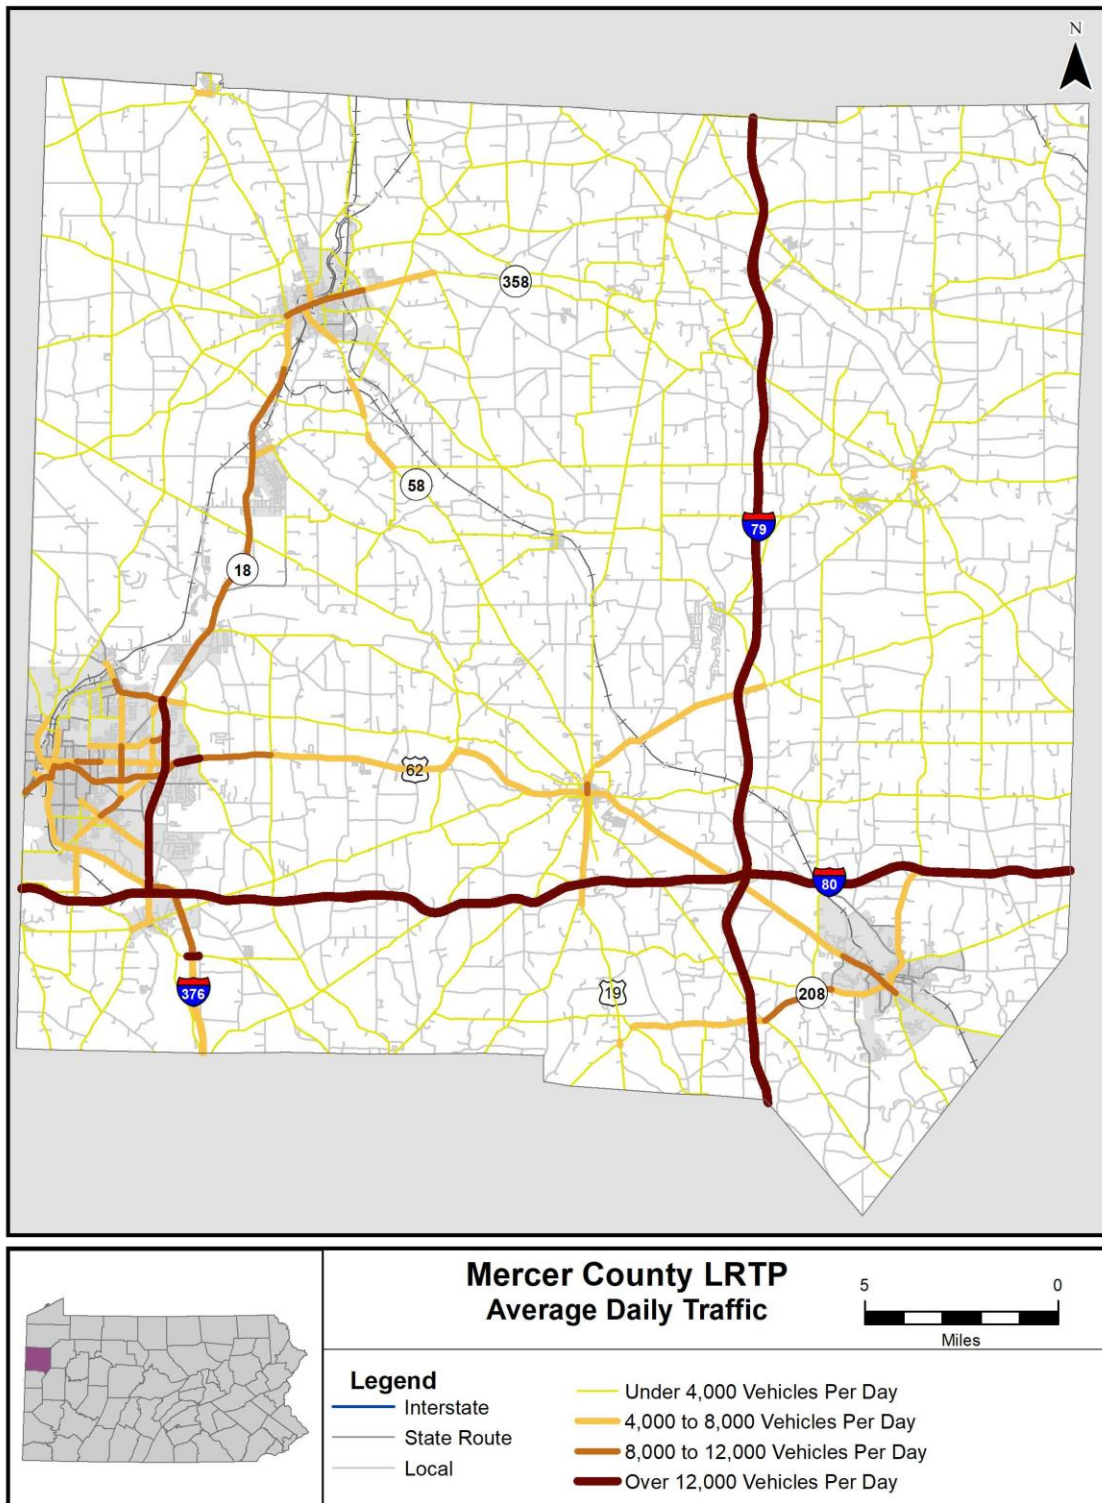 N
358
58
79
18
62
80
19
208
376
Mercer County LRTP
Average Daily Traffic
5 0
Miles
Legend
Interstate
State Route
Local
Under 4,000 Vehicles Per Day
4,000 to 8,000 Vehicles Per Day
8,000 to 12,000 Vehicles Per Day
Over 12,000 Vehicles Per Day